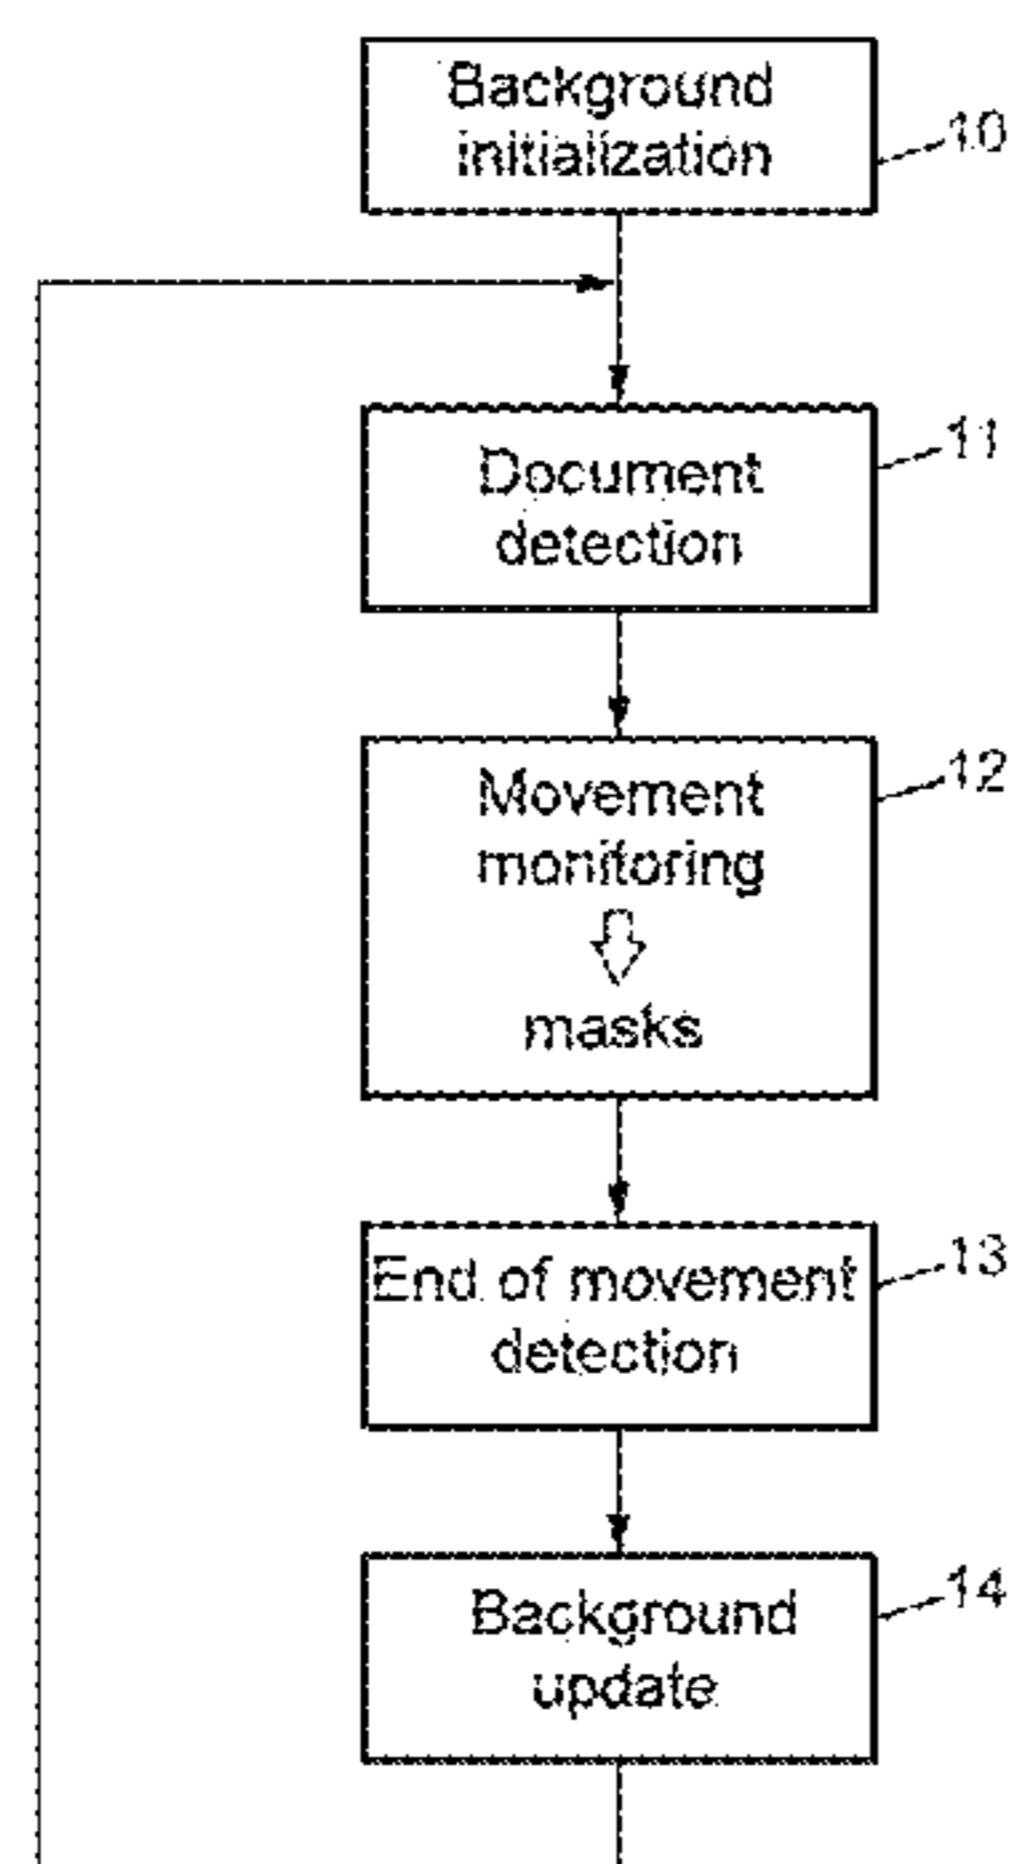 Background
initialization
10
Document
detection
11
Movement
monitoring
masks
12
End of movement
detection
13
Background
update
14